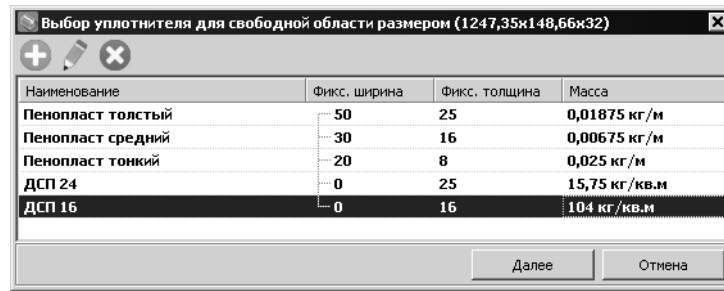 Выбор уплотнителя для свободной области размером (1247,35x148,66x32)
Наименование Фикс. ширина Фикс. толщина Масса
Пенопласт толстый 50 25 0,01875 кг/м
Пенопласт средний 30 16 0,00675 кг/м
Пенопласт тонкий 20 8 0,025 кг/м
ДСП 24 0 25 15,75 кг/кв.м
ДСП 16 0 16 104 кг/кв.м
Далее Отмена